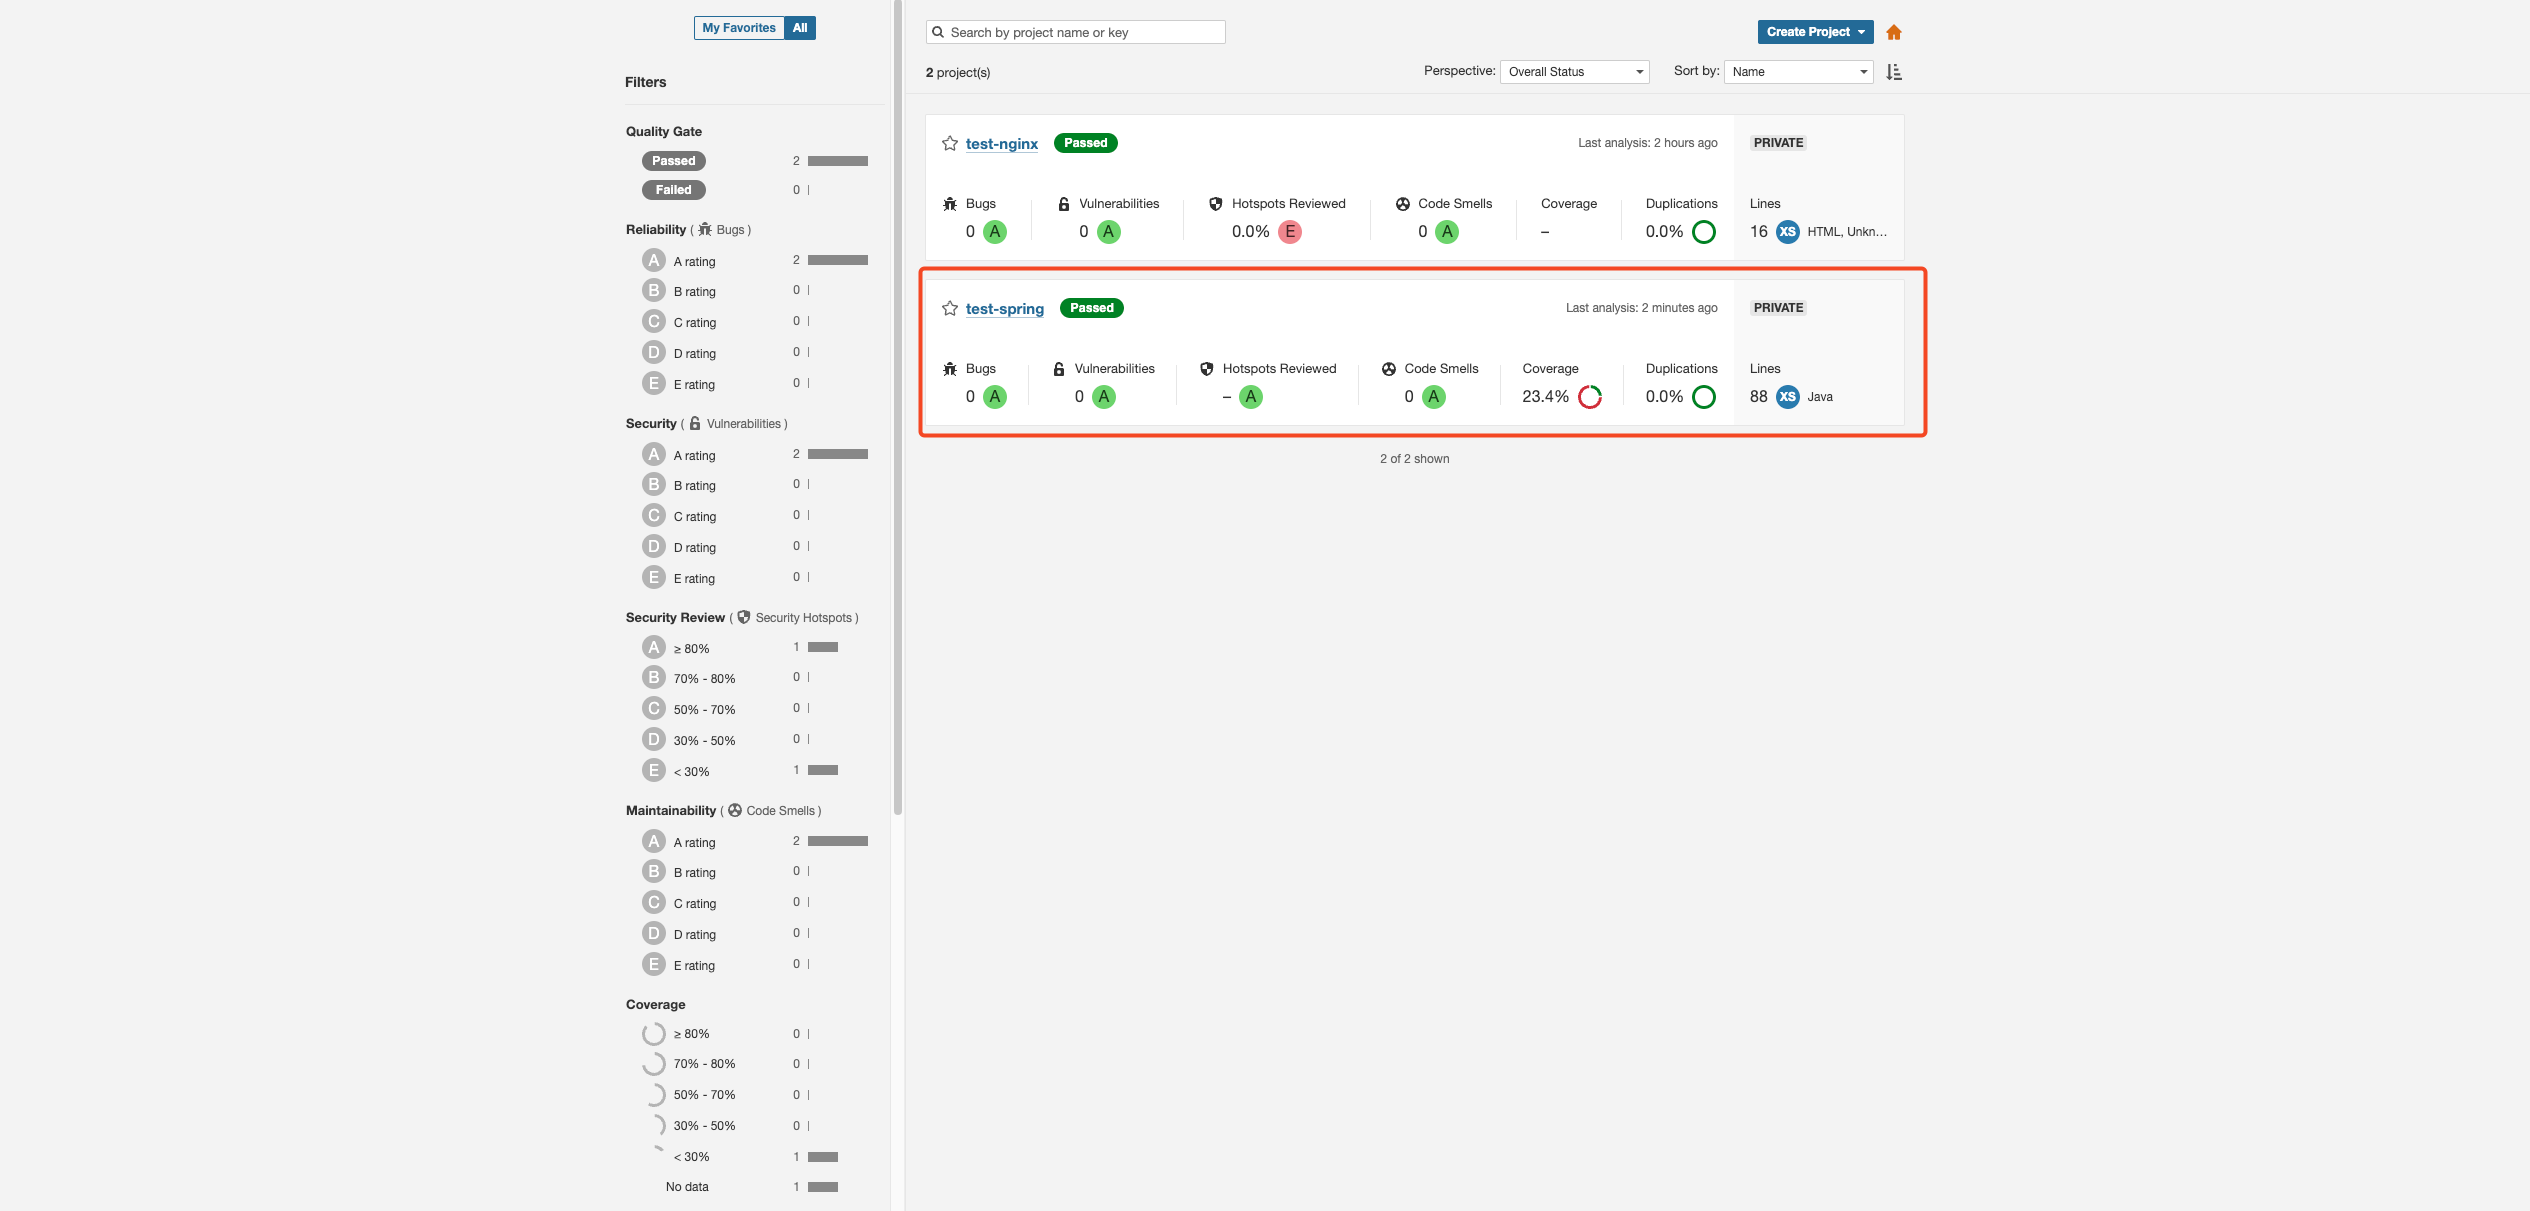 My Favorites All
Filters
Quality Gate
Passed 2
Failed 0
Reliability ( Bugs )
A A rating 2
B B rating 0
C C rating 0
D D rating 0
E E rating 0
Security ( Vulnerabilities )
A A rating 2
B B rating 0
C C rating 0
D D rating 0
E E rating 0
Security Review ( Security Hotspots )
A ≥ 80% 1
B 70% - 80% 0
C 50% - 70% 0
D 30% - 50% 0
E < 30% 1
Maintainability ( Code Smells )
A A rating 2
B B rating 0
C C rating 0
D D rating 0
E E rating 0
Coverage
≥ 80% 0
70% - 80% 0
50% - 70% 0
30% - 50% 0
< 30% 1
No data 1
Search by project name or key
Create Project
2 project(s)
Perspective: Overall Status
Sort by: Name
test-nginx Passed Last analysis: 2 hours ago PRIVATE
Bugs Vulnerabilities Hotspots Reviewed Code Smells Coverage Duplications Lines
0 A 0 A 0.0% E 0 A – 0.0% 16 XS HTML, Unkn...
test-spring Passed Last analysis: 2 minutes ago PRIVATE
Bugs Vulnerabilities Hotspots Reviewed Code Smells Coverage Duplications Lines
0 A 0 A – A 0 A 23.4% 0.0% 88 XS Java
2 of 2 shown